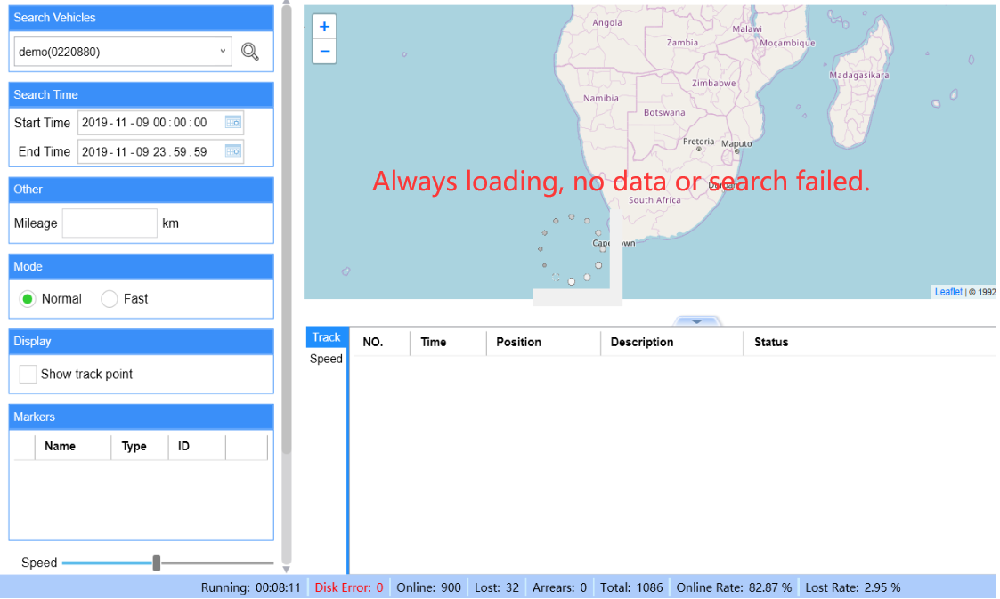 Search Vehicles
demo(0220880)
Search Time
Start Time 2019-11-09 00:00:00
End Time 2019-11-09 23:59:59
Other
Mileage km
Mode
Normal Fast
Display
Show track point
Markers
Name Type ID
Speed
+
−
Angola
Malawi
Zambia
Moçambique
Madagasikara
Zimbabwe
Namibia
Botswana
Pretoria Maputo
Always loading, no data or search failed.
South Africa
Leaflet | © 1992
Track NO. Time Position Description Status
Speed
Running: 00:08:11 Disk Error: 0 Online: 900 Lost: 32 Arrears: 0 Total: 1086 Online Rate: 82.87 % Lost Rate: 2.95 %